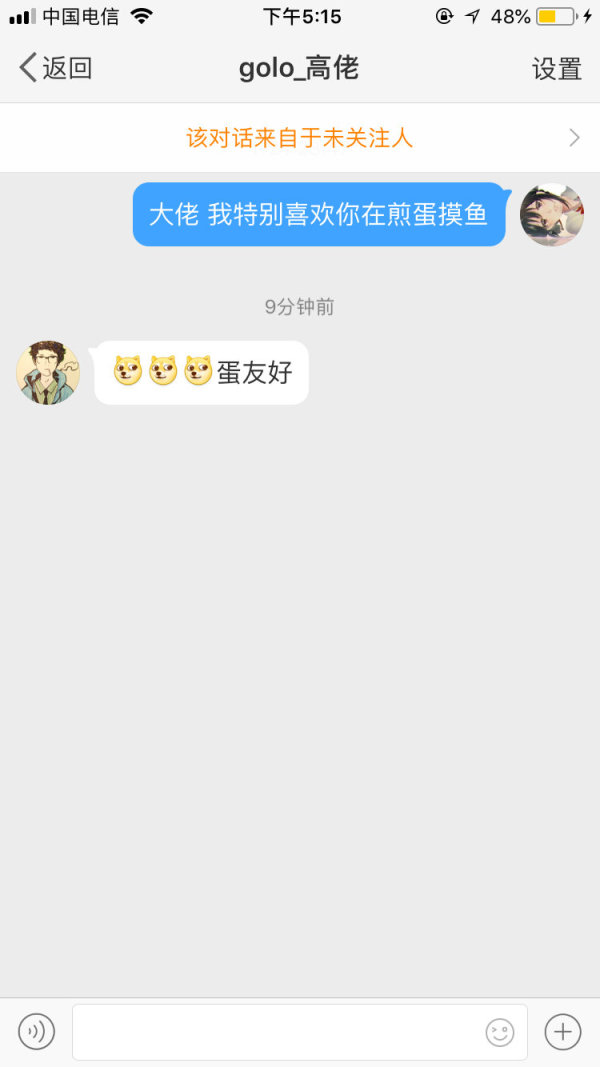 中国电信 下午5:15 48%
返回 golo_高佬 设置
该对话来自于未关注人
大佬 我特别喜欢你在煎蛋摸鱼
9分钟前
蛋友好